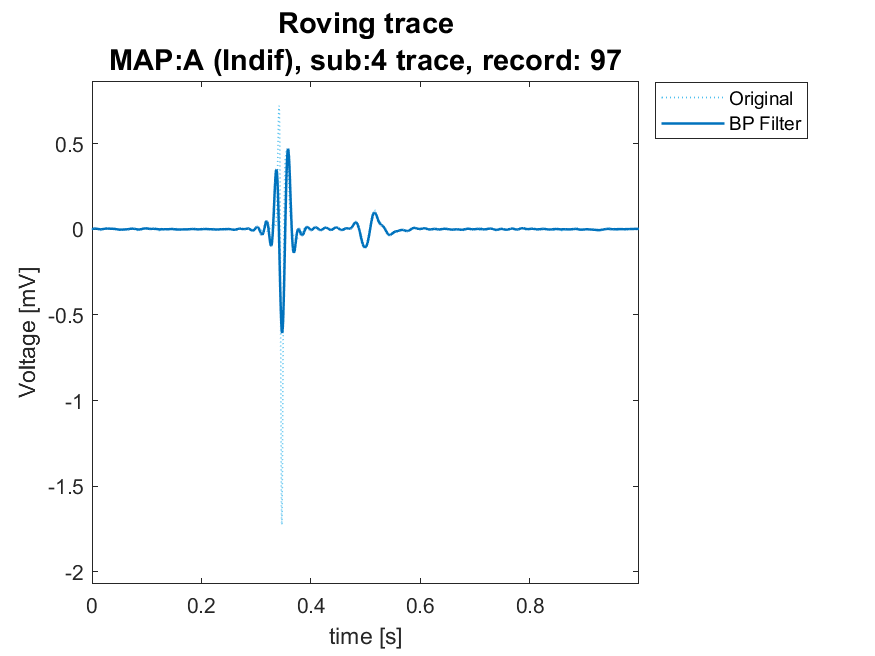 Roving trace
MAP:A (Indif), sub:4 trace, record: 97
Original
BP Filter
0.5
0
-0.5
-1
-1.5
-2
Voltage [mV]
0
0.2
0.4
0.6
0.8
time [s]